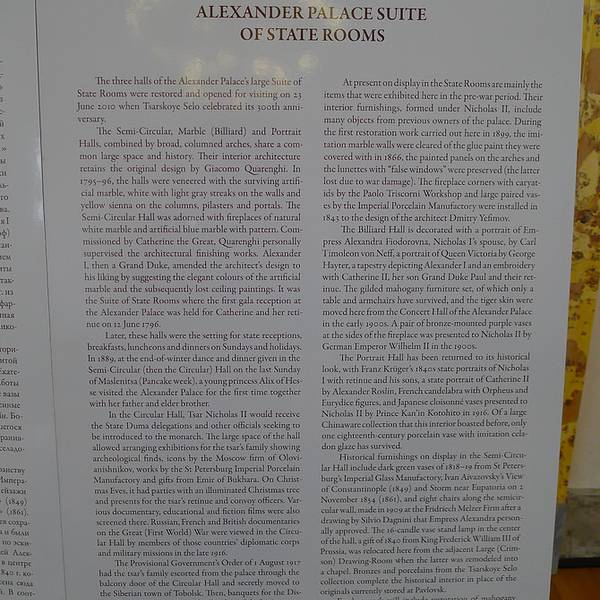 ALEXANDER PALACE SUITE
OF STATE ROOMS
The three halls of the Alexander Palace's large Suite of
State Rooms were restored and opened for visiting on 23
June 2010 when Tsarskoye Selo celebrated its 300th anni-
versary.
The Semi-Circular, Marble (Billiard) and Portrait
Halls, combined by broad, columned arches, share a com-
mon large space and history. Their interior architecture
retains the original design by Giacomo Quarenghi. In
1795–96, the halls were venerred with the surviving artifi-
cial marble, white with light gray streaks on the walls and
yellow sienna on the columns, pilasters and portals. The
Semi-Circular Hall was adorned with fireplaces of natural
white marble and artificial blue marble with pattern. Com-
missioned by Catherine the Great, Quarenghi personally
supervised the architectural finishing works. Alexander
I, then a Grand Duke, amended the architect's design to
his liking by suggesting the elegant colours of the artificial
marble and the subsequently lost ceiling paintings. It was
the Suite of State Rooms where the first gala reception at
the Alexander Palace was held for Catherine and her reti-
nue on 12 June 1796.
Later, these halls were the setting for state receptions,
breakfasts, luncheons and dinners on Sundays and holidays.
In 1889, at the end-of-winter dance and dinner given in the
Semi-Circular (then the Circular) Hall on the last Sunday
of Maslenitsa (Pancake week), a young princess Alix of Hes-
se visited the Alexander Palace for the first time together
with her father and elder brother.
In the Circular Hall, Tsar Nicholas II would receive
the State Duma delegations and other officials seeking to
be introduced to the monarch. The large space of the hall
allowed arranging exhibitions for the tsar's family showing
archeological finds, icons by the Moscow firm of Olovi-
anishnikov, works by the St Petersburg Imperial Porcelain
Manufactory and gifts from Emir of Bukhara. On Christ-
mas Eves, it had parties with an illuminated Christmas tree
and presents for the tsar's retinue and convoy officers. Var-
ious documentary, educational and fiction films were also
screened there. Russian, French and British documentaries
on the Great (First World) War were viewed in the Circu-
lar Hall by members of those countries' diplomatic corps
and military missions in the late 1916.
The Provisional Government's Order of 1 August 1917
had the tsar's family escorted from the palace through the
balcony door of the Circular Hall and secretly moved to
the Siberian town of Tobolsk. Then, banquets for the Dis-
At present on display in the State Rooms are mainly the
items that were exhibited here in the pre-war period. Their
interior furnishings, formed under Nicholas II, include
many objects from previous owners of the palace. During
the first restoration work carried out here in 1899, the imi-
tation marble walls were cleared of the glue paint they were
covered with in 1866, the painted panels on the arches and
the lunettes with "false windows" were preserved (the latter
lost due to war damage). The fireplace corners with caryat-
ids by the Paolo Triscorni Workshop and large paired vas-
es by the Imperial Porcelain Manufactory were installed in
1843 to the design of the architect Dmitry Yefimov.
The Billiard Hall is decorated with a portrait of Em-
press Alexandra Fiodorovna, Nicholas I's spouse, by Carl
Timoleon von Neff, a portrait of Queen Victoria by George
Hayter, a tapestry depicting Alexander I and an embroidery
with Catherine II, her son Grand Duke Paul and their ret-
inue. The gilded mahogany furniture set, of which only a
table and armchairs have survived, and the tiger skin were
moved here from the Concert Hall of the Alexander Palace
in the early 1900s. A pair of bronze-mounted purple vases
at the sides of the fireplace was presented to Nicholas II by
German Emperor Wilhelm II in the 1900s.
The Portrait Hall has been returned to its historical
look, with Franz Krüger's 1840s state portraits of Nicholas
I with retinue and his sons, a state portrait of Catherine II
by Alexander Roslin, French candelabra with Orpheus and
Eurydice figures, and Japanese cloisonné vases presented to
Nicholas II by Prince Kan'in Kotohito in 1916. Of a large
Chinaware collection that this interior boasted before, only
one eighteenth-century porcelain vase with imitation cela-
don glaze has survived.
Historical furnishings on display in the Semi-Circu-
lar Hall include dark green vases of 1818–19 from St Peters-
burg's Imperial Glass Manufactory, Ivan Aivazovsky's View
of Constantinople (1849) and Storm near Eupatoria on 2
November 1854 (1861), and eight chairs along the semicir-
cular wall, made in 1909 at the Fridriech Melzer Firm after a
drawing by Silvio Dagnini that Empress Alexandra person-
ally approved. The 16-candle vase stand lamp in the center
of the hall, a gift of 1840 from King Frederick William III of
Prussia, was relocated here from the adjacent Large (Crim-
son) Drawing-Room when the latter was remodeled into
a chapel. Bronzes and porcelains from the Tsarskoye Selo
collection complete the historical interior in place of the
originals currently stored at Pavlovsk.